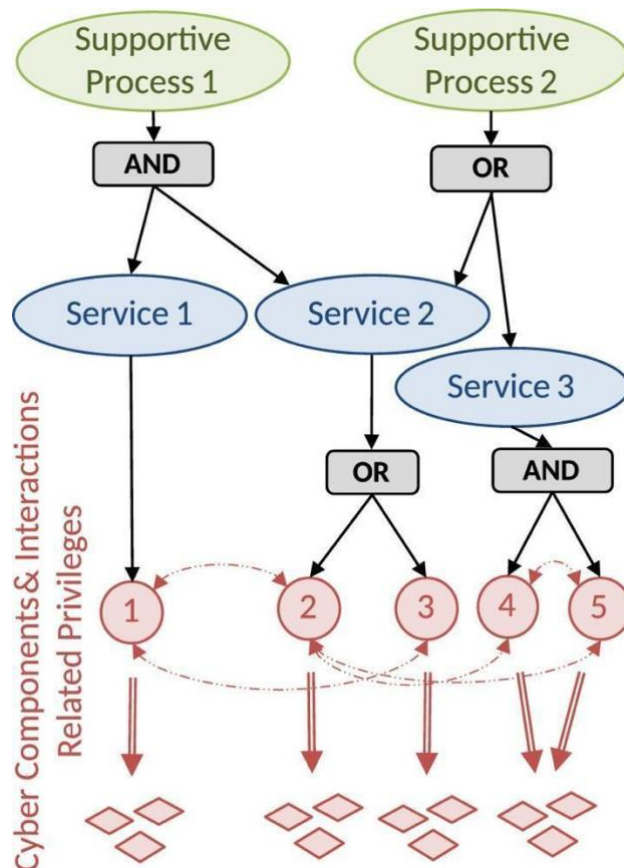 Supportive
Process 1
Supportive
Process 2
AND
OR
Service 1
Service 2
Service 3
OR
AND
1
2
3
4
5
Cyber Components& Interactions
Related Privileges